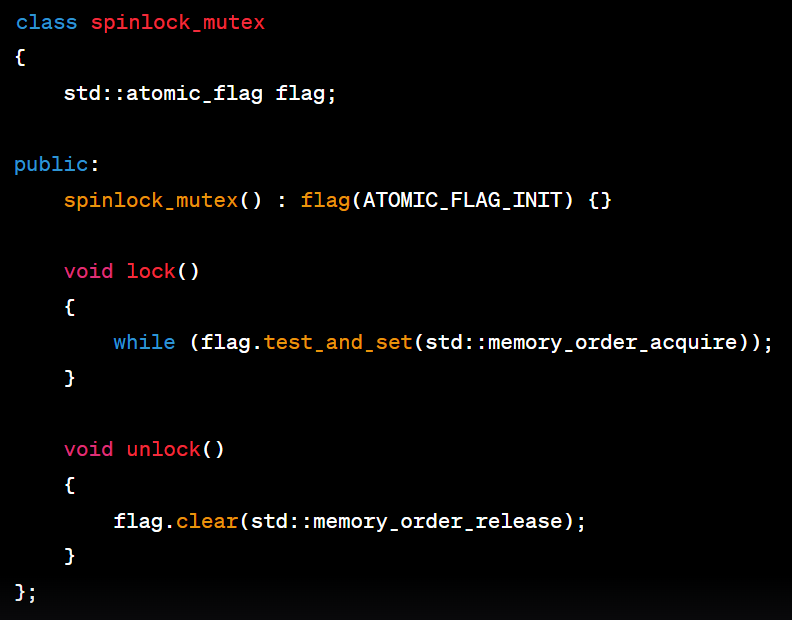 class spinlock_mutex
{
    std::atomic_flag flag;
public:
    spinlock_mutex() : flag(ATOMIC_FLAG_INIT) {}
    void lock()
    {
        while (flag.test_and_set(std::memory_order_acquire));
    }
    void unlock()
    {
        flag.clear(std::memory_order_release);
    }
};